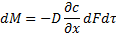 dM = −D ∂c/∂x dFdτ